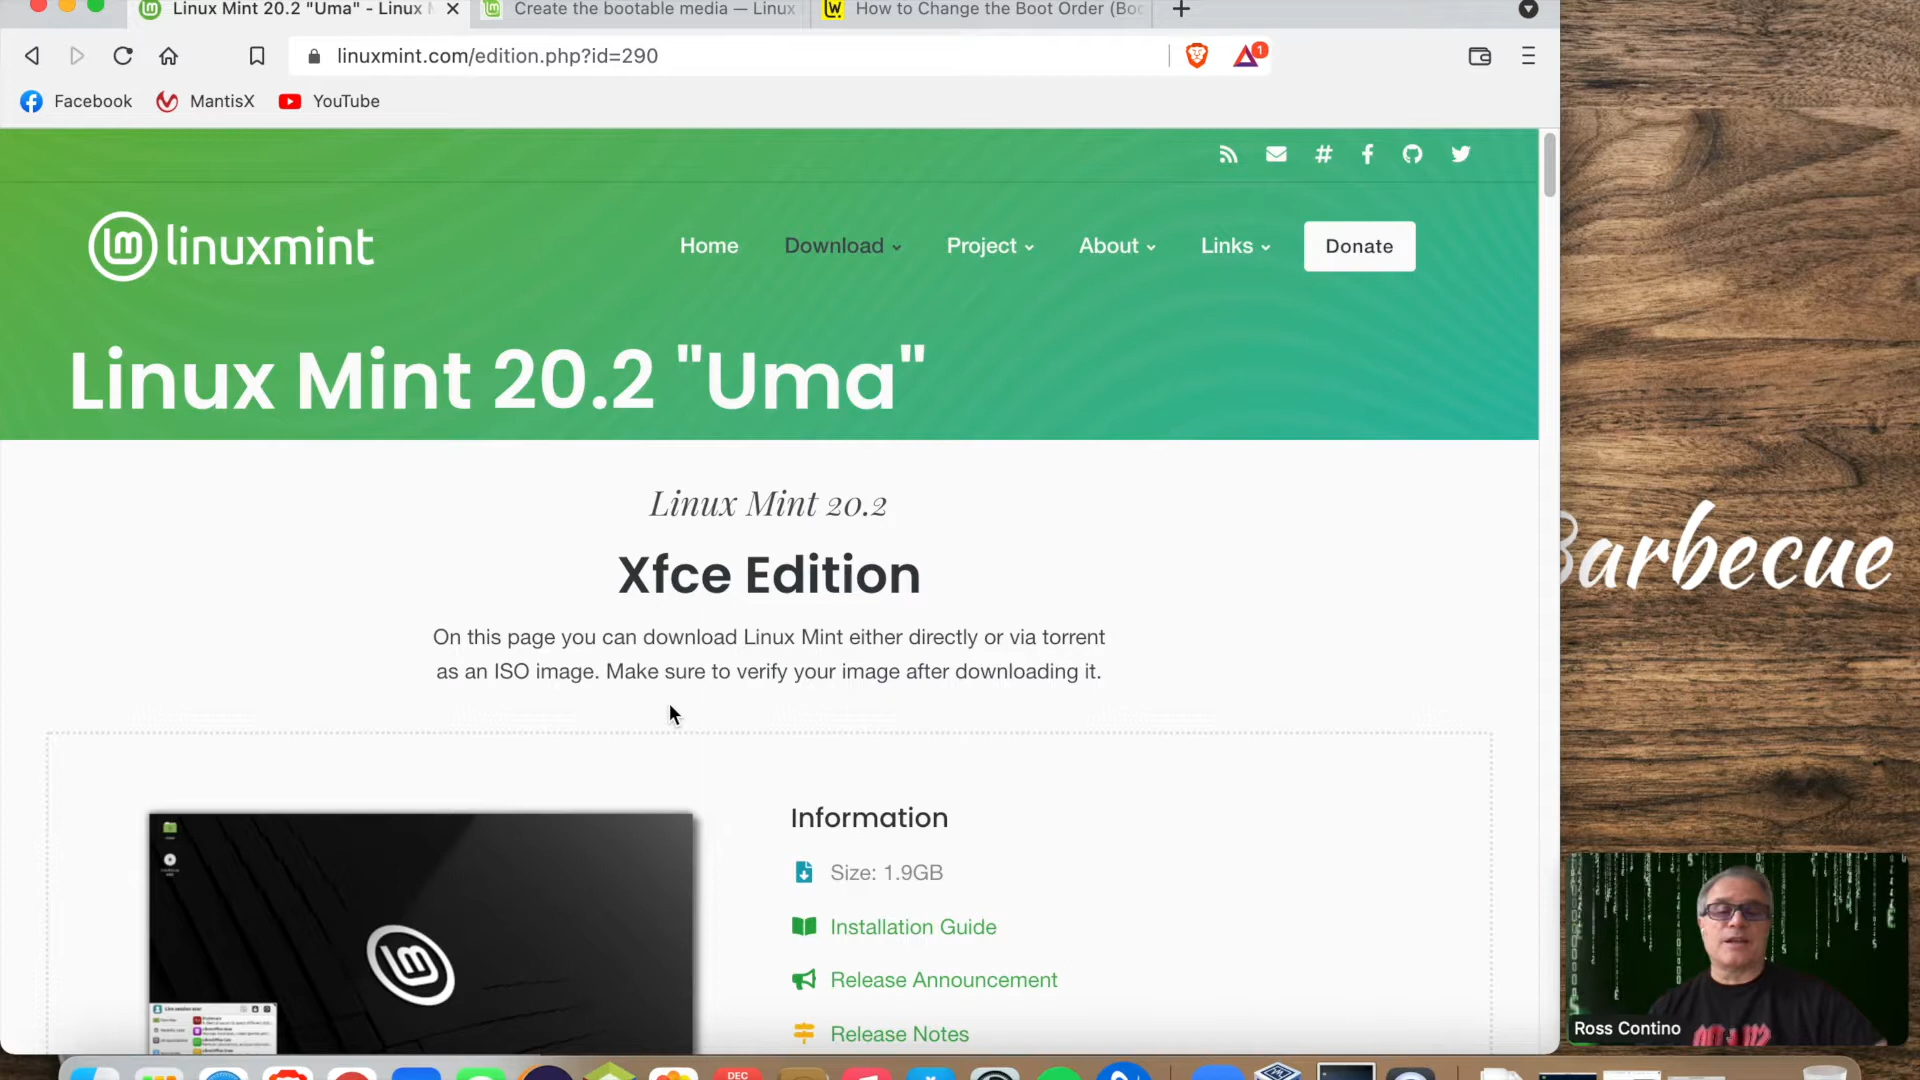 Linux Mint 20.2 "Uma" - Linux M
Create the bootable media — Linux
How to Change the Boot Order (Boo
linuxmint.com/edition.php?id=290
1
Facebook
MantisX
YouTube
linuxmint
Home
Download
Project
About
Links
Donate
Linux Mint 20.2 "Uma"
Linux Mint 20.2
Xfce Edition
On this page you can download Linux Mint either directly or via torrent
as an ISO image. Make sure to verify your image after downloading it.
Information
Size: 1.9GB
Installation Guide
Release Announcement
Release Notes
Barbecue
Ross Contino
DEC